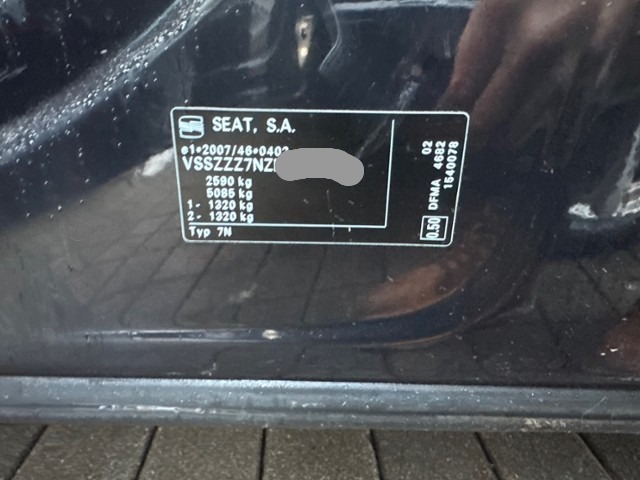 SEAT, S.A.
e1*2007/46*0402
VSSZZZ7NZ
2590 kg
5085 kg
1 - 1320 kg
2 - 1320 kg
Typ 7N
0.50
DFMA 4682 02
1540078